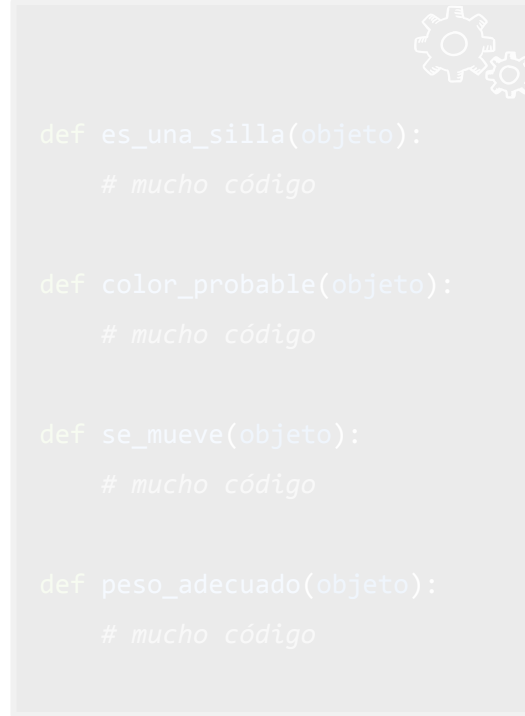 def es_una_silla(objeto):
# mucho código
def color_probable(objeto):
# mucho código
def se_mueve(objeto):
# mucho código
def peso_adecuado(objeto):
# mucho código